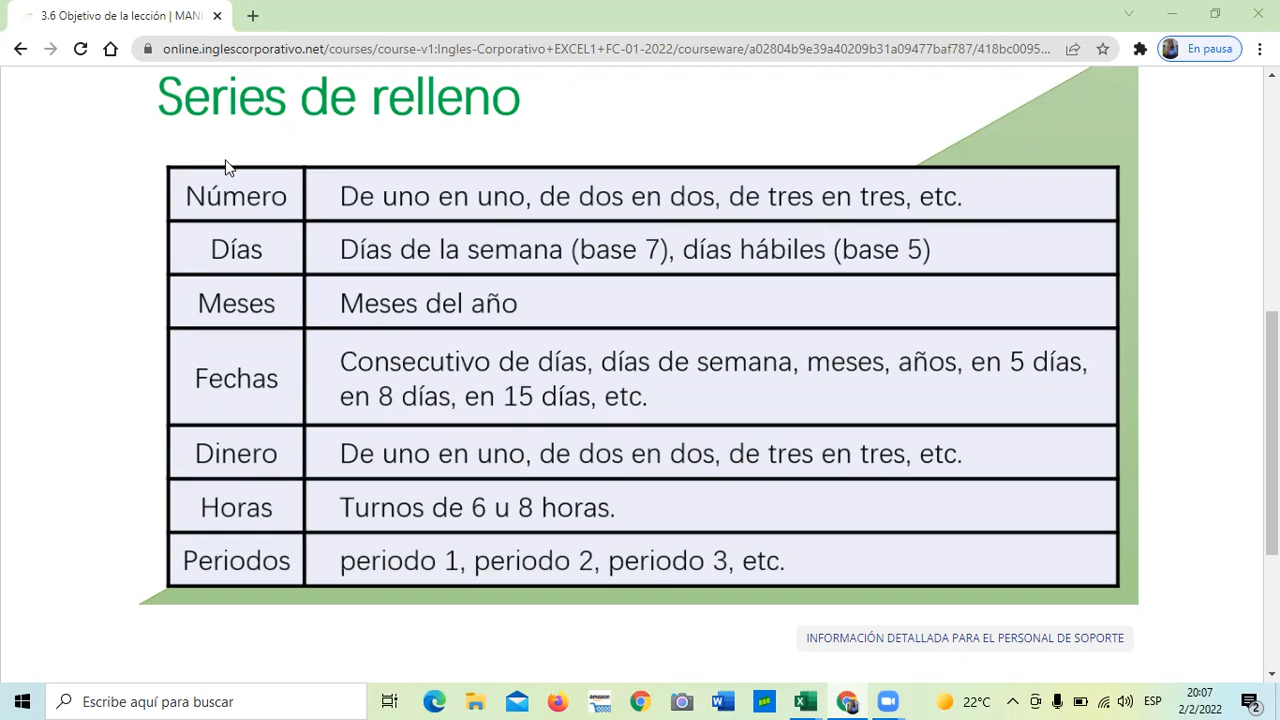 3.6 Objetivo de la lección | MANI
online.inglescorporativo.net/courses/course-v1:Ingles-Corporativo+EXCEL1+FC-01-2022/courseware/a02804b9e39a40209b31a09477baf787/418bc0095...
En pausa
Series de relleno
Número
De uno en uno, de dos en dos, de tres en tres, etc.
Días
Días de la semana (base 7), días hábiles (base 5)
Meses
Meses del año
Fechas
Consecutivo de días, días de semana, meses, años, en 5 días,
en 8 días, en 15 días, etc.
Dinero
De uno en uno, de dos en dos, de tres en tres, etc.
Horas
Turnos de 6 u 8 horas.
Periodos
periodo 1, periodo 2, periodo 3, etc.
INFORMACIÓN DETALLADA PARA EL PERSONAL DE SOPORTE
Escribe aquí para buscar
22°C
ESP
20:07
2/2/2022
2